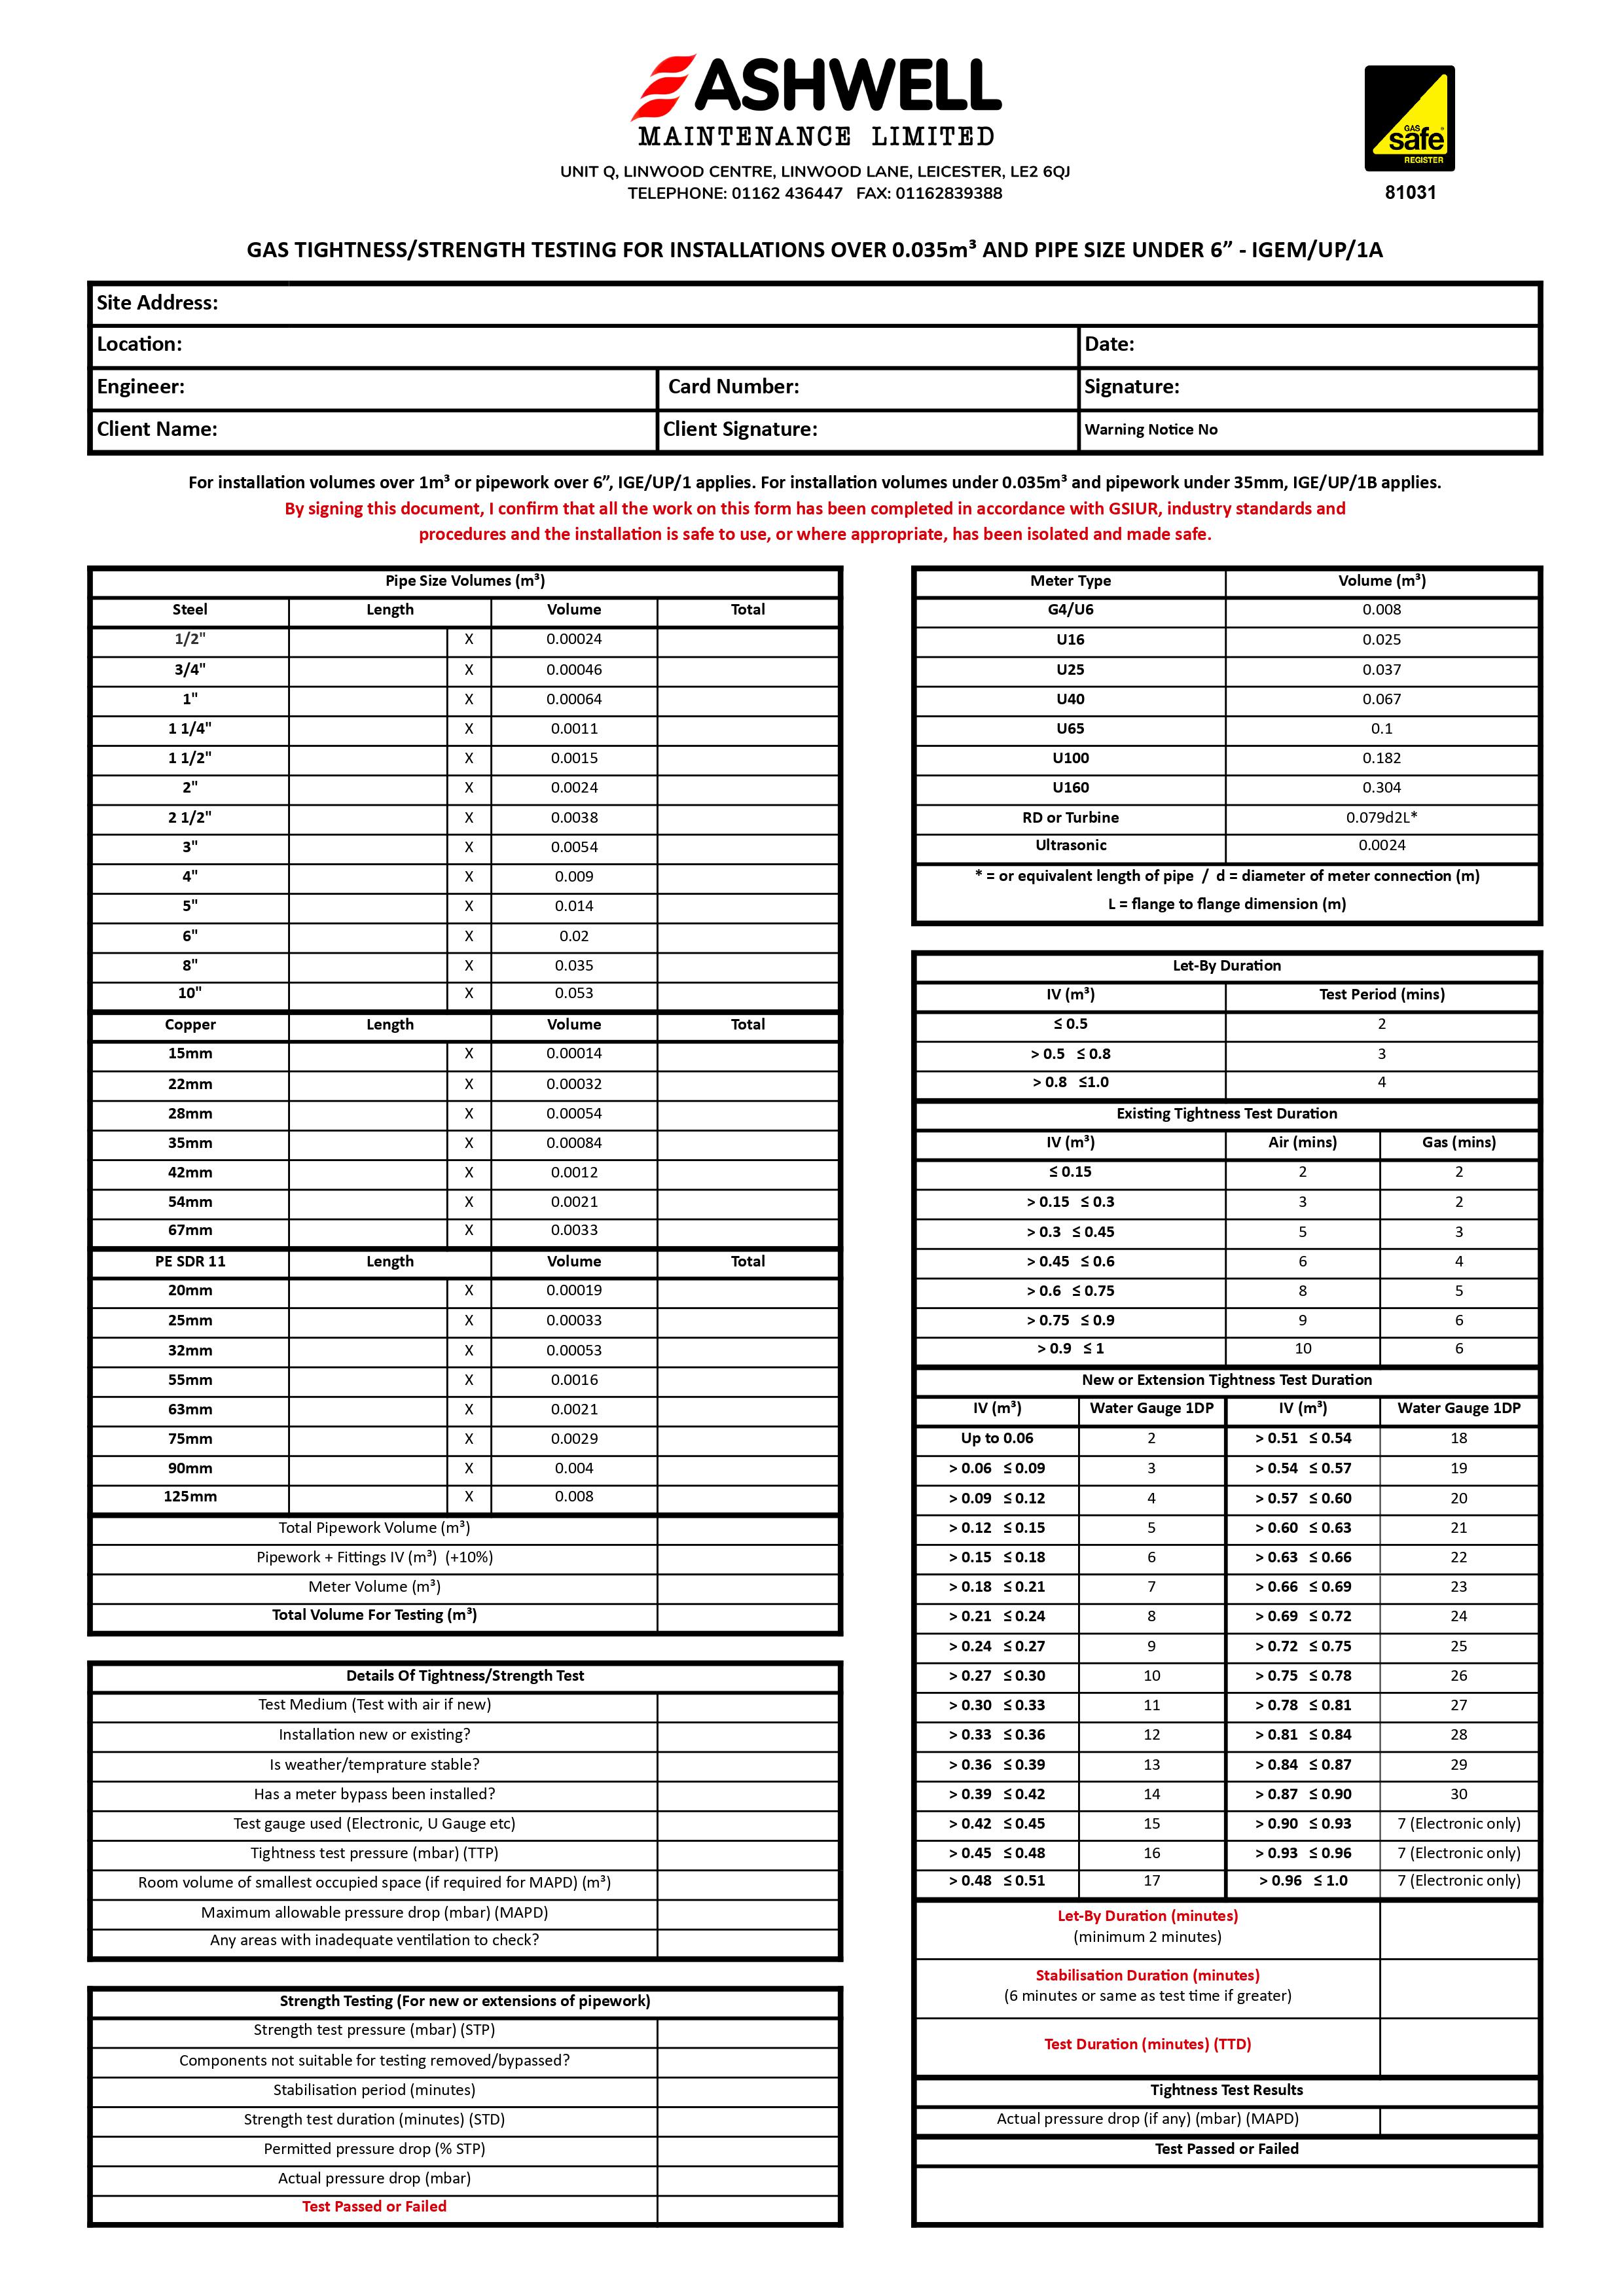 ASHWELL
MAINTENANCE LIMITED
UNIT Q, LINWOOD CENTRE, LINWOOD LANE, LEICESTER, LE2 6QJ
TELEPHONE: 01162 436447 FAX: 01162839388
GAS
safe
REGISTER
81031
GAS TIGHTNESS/STRENGTH TESTING FOR INSTALLATIONS OVER 0.035m³ AND PIPE SIZE UNDER 6” - IGEM/UP/1A
Site Address:
Location: Date:
Engineer: Card Number: Signature:
Client Name: Client Signature: Warning Notice No
For installation volumes over 1m³ or pipework over 6”, IGE/UP/1 applies. For installation volumes under 0.035m³ and pipework under 35mm, IGE/UP/1B applies.
By signing this document, I confirm that all the work on this form has been completed in accordance with GSIUR, industry standards and
procedures and the installation is safe to use, or where appropriate, has been isolated and made safe.
Pipe Size Volumes (m³)
Steel Length Volume Total
1/2" X 0.00024
3/4" X 0.00046
1" X 0.00064
1 1/4" X 0.0011
1 1/2" X 0.0015
2" X 0.0024
2 1/2" X 0.0038
3" X 0.0054
4" X 0.009
5" X 0.014
6" X 0.02
8" X 0.035
10" X 0.053
Copper Length Volume Total
15mm X 0.00014
22mm X 0.00032
28mm X 0.00054
35mm X 0.00084
42mm X 0.0012
54mm X 0.0021
67mm X 0.0033
PE SDR 11 Length Volume Total
20mm X 0.00019
25mm X 0.00033
32mm X 0.00053
55mm X 0.0016
63mm X 0.0021
75mm X 0.0029
90mm X 0.004
125mm X 0.008
Total Pipework Volume (m³)
Pipework + Fittings IV (m³) (+10%)
Meter Volume (m³)
Total Volume For Testing (m³)
Details Of Tightness/Strength Test
Test Medium (Test with air if new)
Installation new or existing?
Is weather/temprature stable?
Has a meter bypass been installed?
Test gauge used (Electronic, U Gauge etc)
Tightness test pressure (mbar) (TTP)
Room volume of smallest occupied space (if required for MAPD) (m³)
Maximum allowable pressure drop (mbar) (MAPD)
Any areas with inadequate ventilation to check?
Strength Testing (For new or extensions of pipework)
Strength test pressure (mbar) (STP)
Components not suitable for testing removed/bypassed?
Stabilisation period (minutes)
Strength test duration (minutes) (STD)
Permitted pressure drop (% STP)
Actual pressure drop (mbar)
Test Passed or Failed
Meter Type Volume (m³)
G4/U6 0.008
U16 0.025
U25 0.037
U40 0.067
U65 0.1
U100 0.182
U160 0.304
RD or Turbine 0.079d2L*
Ultrasonic 0.0024
* = or equivalent length of pipe / d = diameter of meter connection (m)
L = flange to flange dimension (m)
Let-By Duration
IV (m³) Test Period (mins)
≤ 0.5 2
> 0.5 ≤ 0.8 3
> 0.8 ≤1.0 4
Existing Tightness Test Duration
IV (m³) Air (mins) Gas (mins)
≤ 0.15 2 2
> 0.15 ≤ 0.3 3 2
> 0.3 ≤ 0.45 5 3
> 0.45 ≤ 0.6 6 4
> 0.6 ≤ 0.75 8 5
> 0.75 ≤ 0.9 9 6
> 0.9 ≤ 1 10 6
New or Extension Tightness Test Duration
IV (m³) Water Gauge 1DP IV (m³) Water Gauge 1DP
Up to 0.06 2 > 0.51 ≤ 0.54 18
> 0.06 ≤ 0.09 3 > 0.54 ≤ 0.57 19
> 0.09 ≤ 0.12 4 > 0.57 ≤ 0.60 20
> 0.12 ≤ 0.15 5 > 0.60 ≤ 0.63 21
> 0.15 ≤ 0.18 6 > 0.63 ≤ 0.66 22
> 0.18 ≤ 0.21 7 > 0.66 ≤ 0.69 23
> 0.21 ≤ 0.24 8 > 0.69 ≤ 0.72 24
> 0.24 ≤ 0.27 9 > 0.72 ≤ 0.75 25
> 0.27 ≤ 0.30 10 > 0.75 ≤ 0.78 26
> 0.30 ≤ 0.33 11 > 0.78 ≤ 0.81 27
> 0.33 ≤ 0.36 12 > 0.81 ≤ 0.84 28
> 0.36 ≤ 0.39 13 > 0.84 ≤ 0.87 29
> 0.39 ≤ 0.42 14 > 0.87 ≤ 0.90 30
> 0.42 ≤ 0.45 15 > 0.90 ≤ 0.93 7 (Electronic only)
> 0.45 ≤ 0.48 16 > 0.93 ≤ 0.96 7 (Electronic only)
> 0.48 ≤ 0.51 17 > 0.96 ≤ 1.0 7 (Electronic only)
Let-By Duration (minutes)
(minimum 2 minutes)
Stabilisation Duration (minutes)
(6 minutes or same as test time if greater)
Test Duration (minutes) (TTD)
Tightness Test Results
Actual pressure drop (if any) (mbar) (MAPD)
Test Passed or Failed